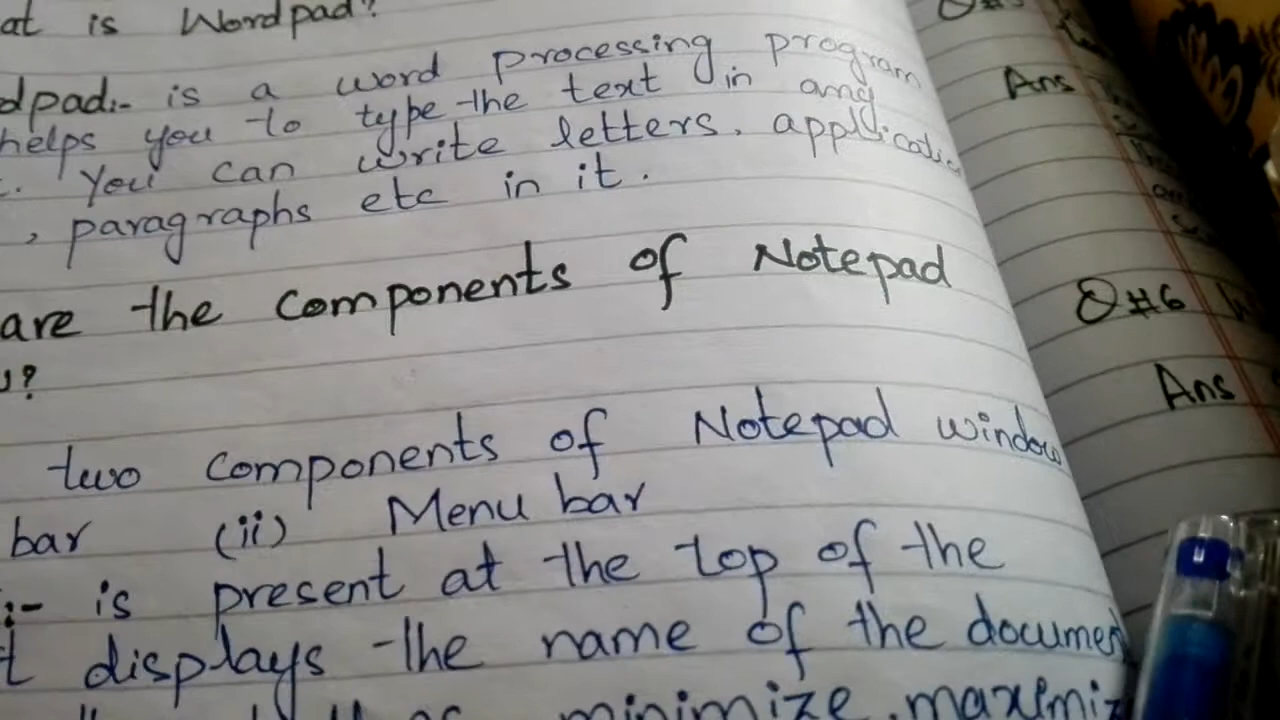 at is Wordpad?
dpad:- is a word processing program
helps you to type the text in any
. You can write letters, applicatio
, paragraphs etc in it.
are the components of Notepad
?
two components of Notepad window
bar (ii) Menu bar
:- is present at the top of the
t displays the name of the documen
minimize, maximiz
Ans
Q#6
Ans